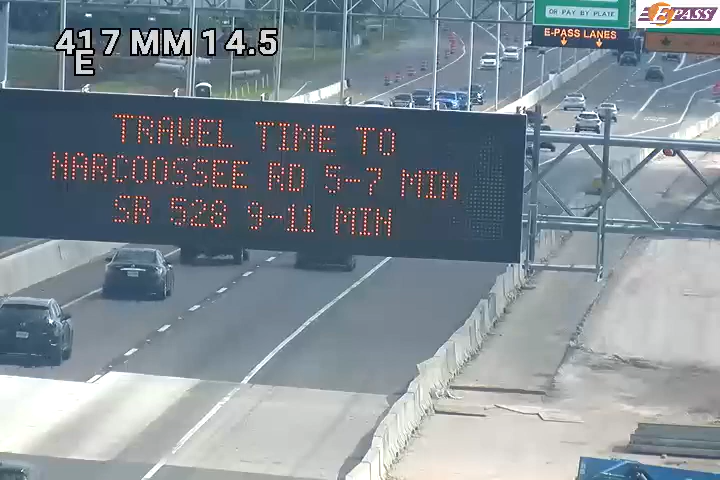 417 MM 14.5
E
OR PAY BY PLATE
E-PASS
E-PASS LANES
TRAVEL TIME TO
NARCOOSSEE RD 5-7 MIN
SR 528 9-11 MIN